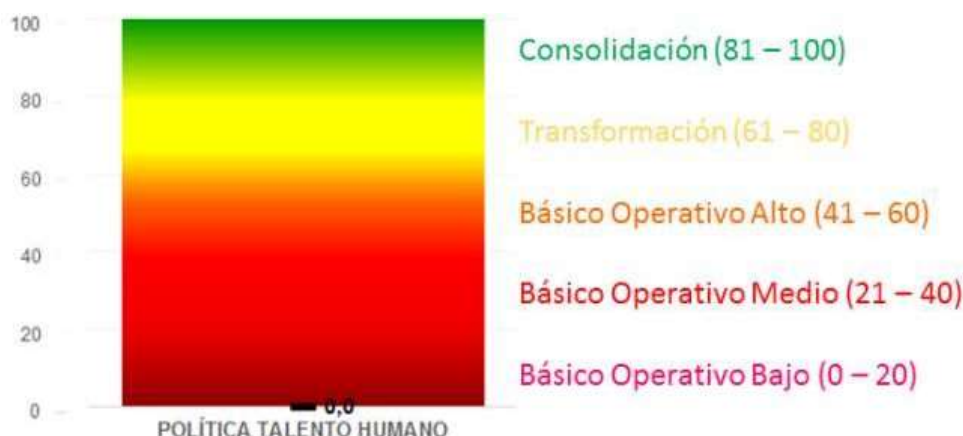 100
Consolidación (81 – 100)
80
Transformación (61 – 80)
60
Básico Operativo Alto (41 – 60)
40
Básico Operativo Medio (21 – 40)
20
Básico Operativo Bajo (0 – 20)
0
0,0
POLÍTICA TALENTO HUMANO